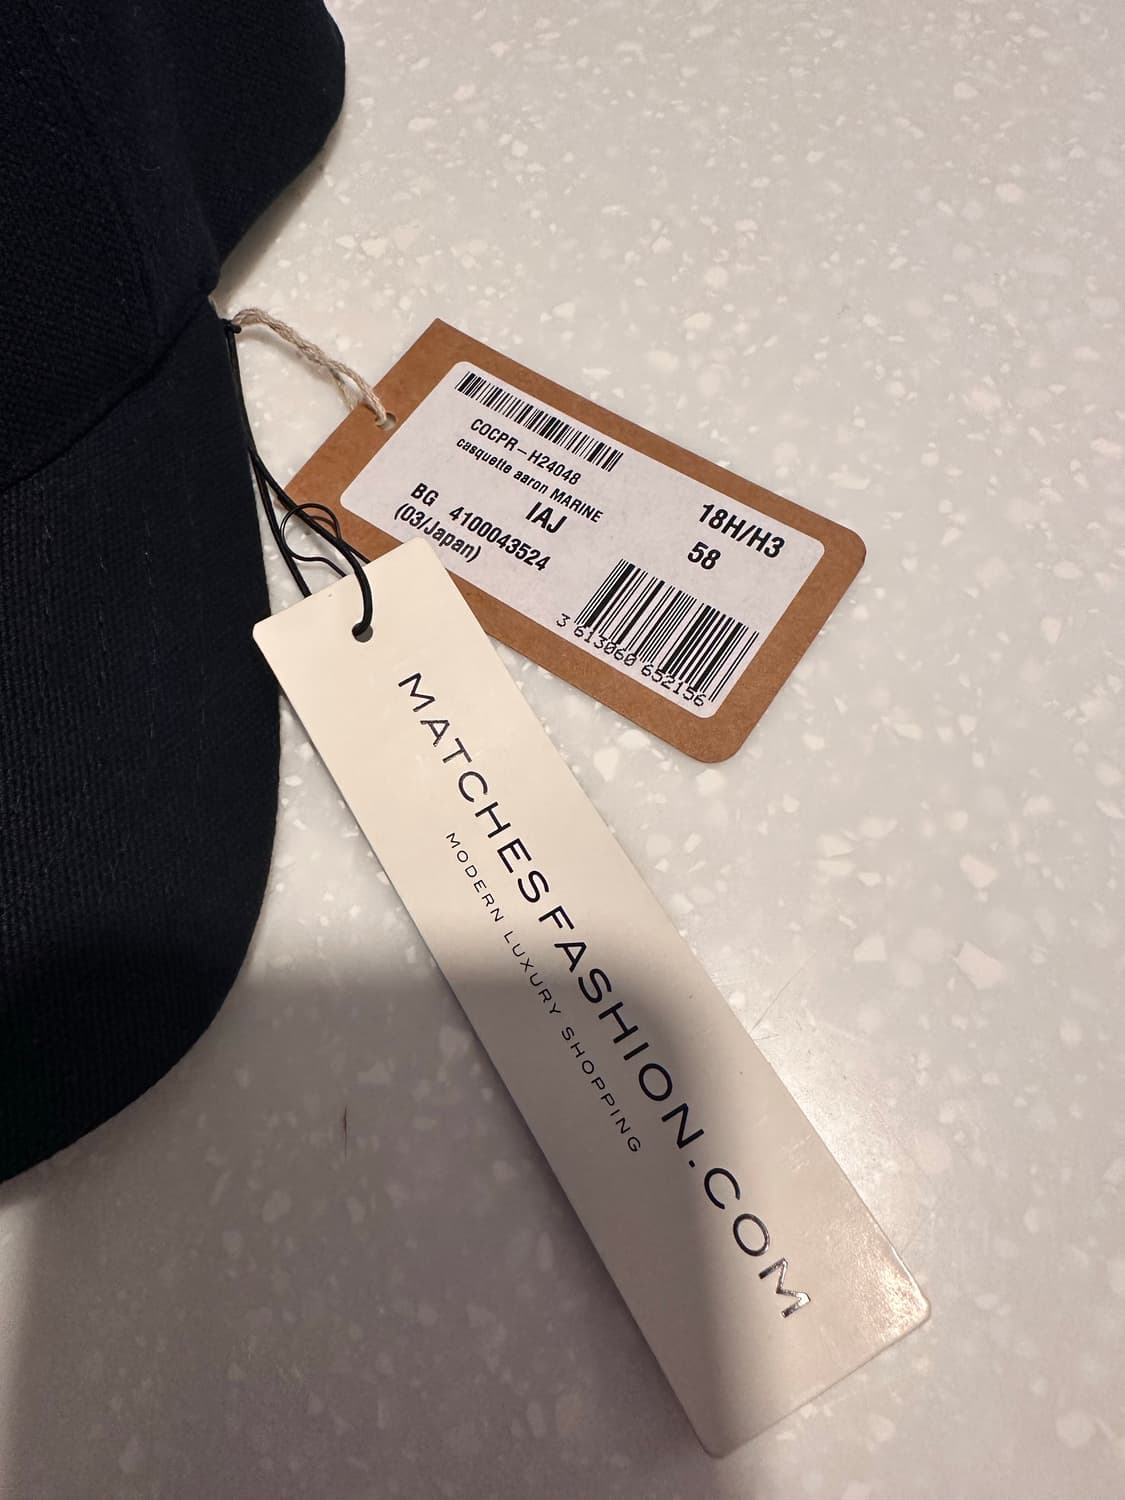 COCPR-H24048
casquette aaron MARINE
IAJ
BG 4100043524
(03/Japan)
18H/H3
58
3 613060 652156
MATCHESFASHION.COM
MODERN LUXURY SHOPPING